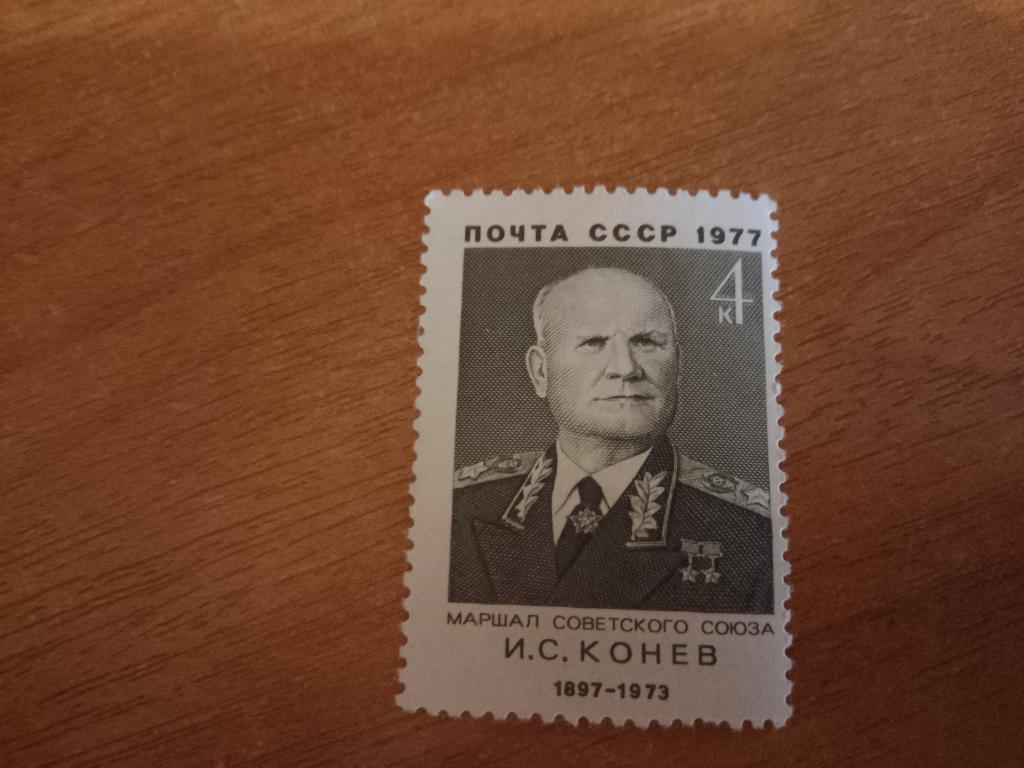 ПОЧТА СССР 1977
4
К
МАРШАЛ СОВЕТСКОГО СОЮЗА
И.С.КОНЕВ
1897-1973